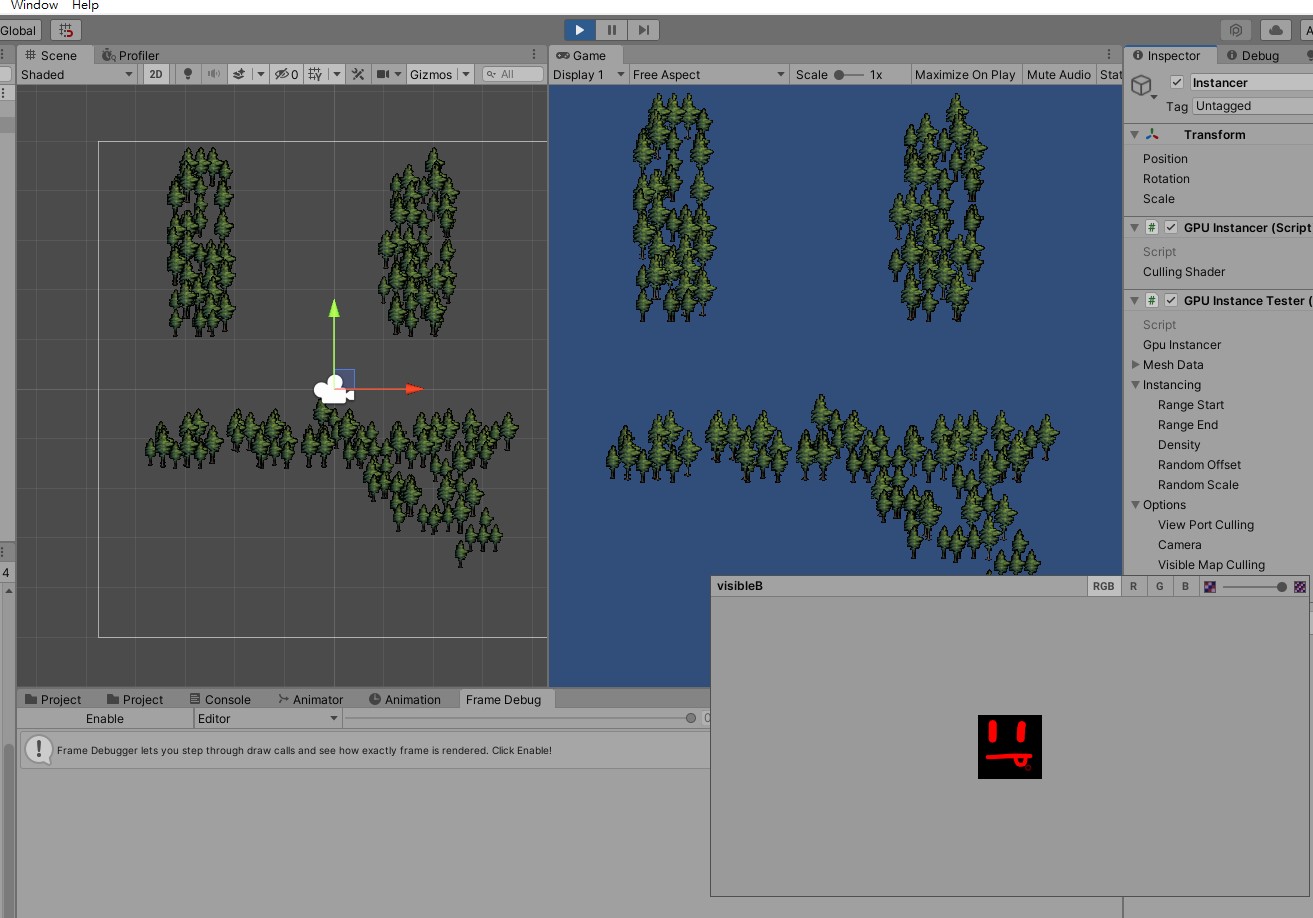 Window Help
Global
Scene Profiler
Shaded 2D 0 Gizmos All
Game
Display 1 Free Aspect Scale 1x Maximize On Play Mute Audio Stat
Inspector Debug
Instancer
Tag Untagged
Transform
Position
Rotation
Scale
# GPU Instancer (Script
Script
Culling Shader
# GPU Instance Tester (
Script
Gpu Instancer
Mesh Data
Instancing
Range Start
Range End
Density
Random Offset
Random Scale
Options
View Port Culling
Camera
Visible Map Culling
4
visibleB RGB R G B
Project Project Console Animator Animation Frame Debug
Enable Editor 0
Frame Debugger lets you step through draw calls and see how exactly frame is rendered. Click Enable!